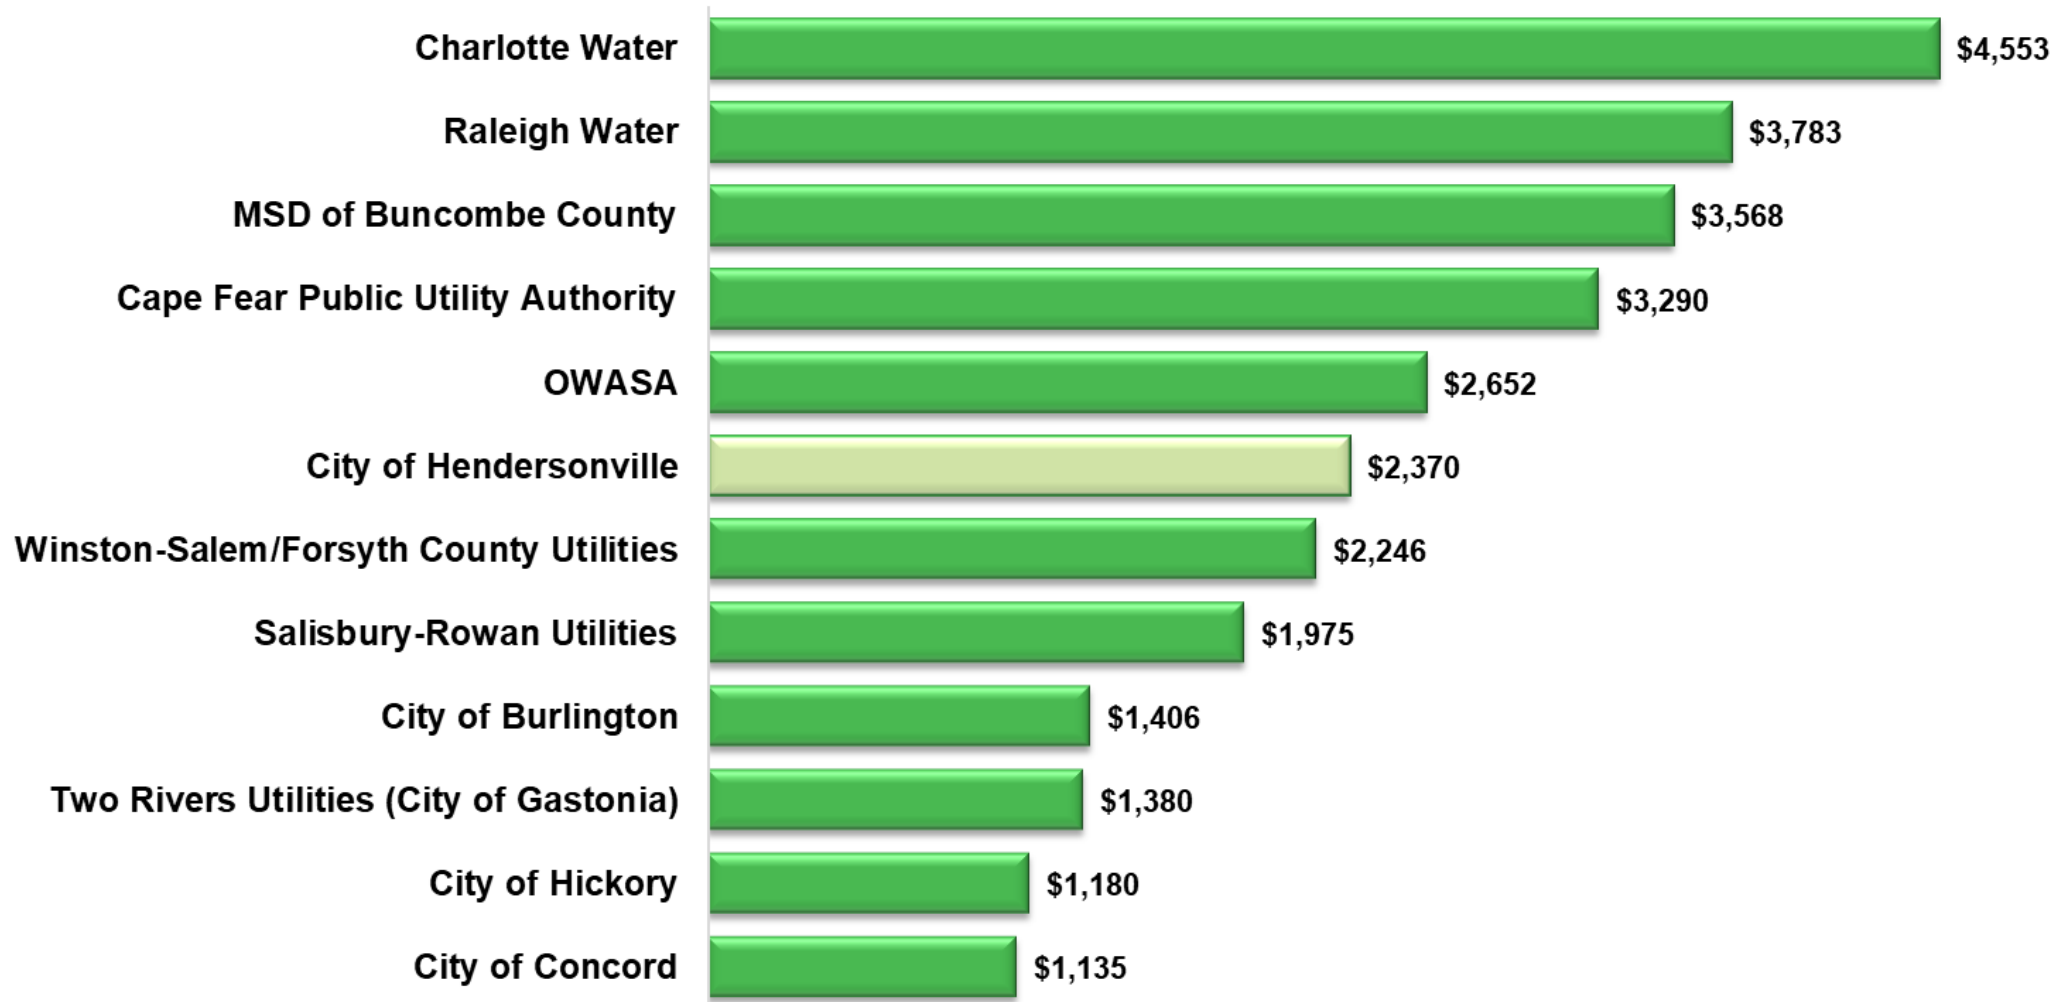 Charlotte Water $4,553
Raleigh Water $3,783
MSD of Buncombe County $3,568
Cape Fear Public Utility Authority $3,290
OWASA $2,652
City of Hendersonville $2,370
Winston-Salem/Forsyth County Utilities $2,246
Salisbury-Rowan Utilities $1,975
City of Burlington $1,406
Two Rivers Utilities (City of Gastonia) $1,380
City of Hickory $1,180
City of Concord $1,135